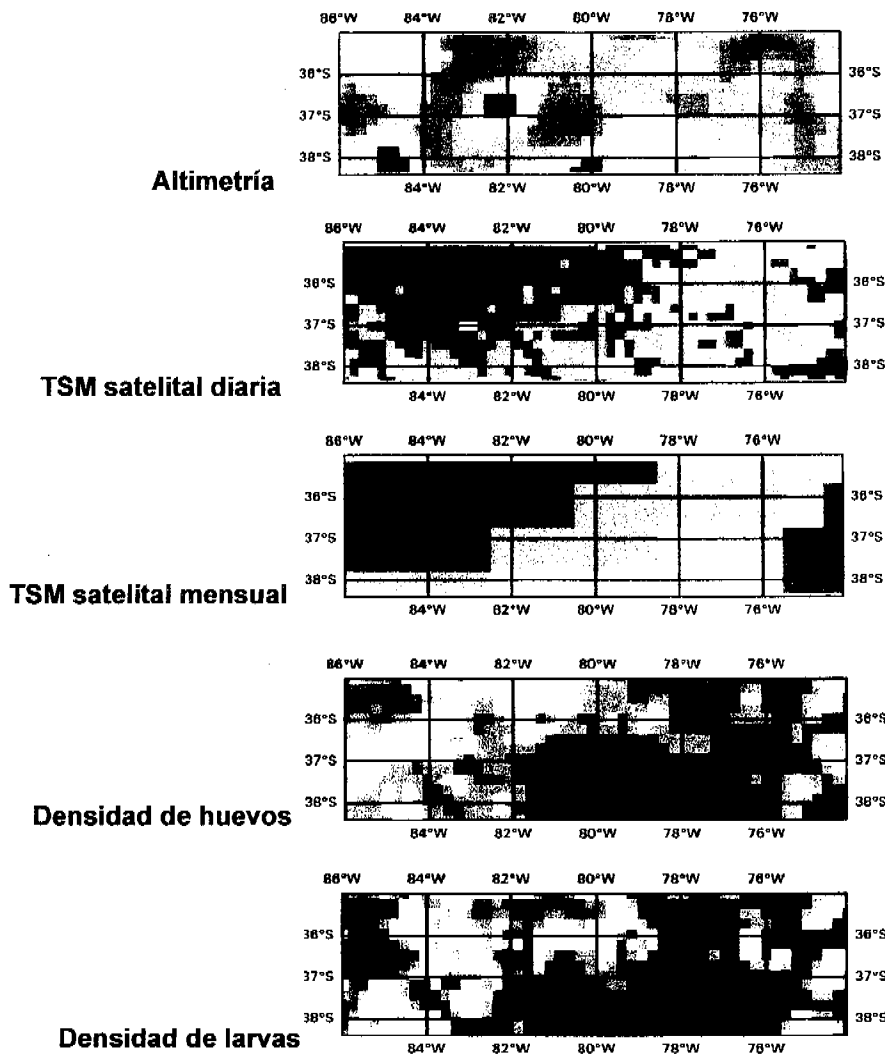 86°W 84°W 82°W 80°W 78°W 76°W
36°S 36°S
37°S 37°S
38°S 38°S
84°W 82°W 80°W 78°W 76°W
Altimetría
86°W 84°W 82°W 80°W 78°W 76°W
36°S 36°S
37°S 37°S
38°S 38°S
84°W 82°W 80°W 78°W 76°W
TSM satelital diaria
86°W 84°W 82°W 80°W 78°W 76°W
36°S 36°S
37°S 37°S
38°S 38°S
84°W 82°W 80°W 78°W 76°W
TSM satelital mensual
86°W 84°W 82°W 80°W 78°W 76°W
36°S 36°S
37°S 37°S
38°S 38°S
84°W 82°W 80°W 78°W 76°W
Densidad de huevos
86°W 84°W 82°W 80°W 78°W 76°W
36°S 36°S
37°S 37°S
38°S 38°S
84°W 82°W 80°W 78°W 76°W
Densidad de larvas